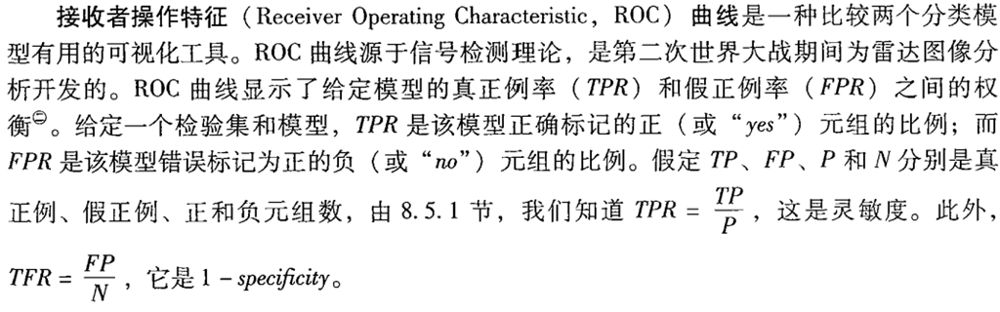 接收者操作特征（Receiver Operating Characteristic，ROC）曲线是一种比较两个分类模
型有用的可视化工具。ROC 曲线源于信号检测理论，是第二次世界大战期间为雷达图像分
析开发的。ROC 曲线显示了给定模型的真正例率（TPR）和假正例率（FPR）之间的权
衡㊁。给定一个检验集和模型，TPR 是该模型正确标记的正（或“yes”）元组的比例；而
FPR 是该模型错误标记为正的负（或“no”）元组的比例。假定 TP、FP、P 和 N 分别是真
正例、假正例、正和负元组数，由 8.5.1 节，我们知道 TPR = TP/P，这是灵敏度。此外，
TFR = FP/N，它是 1 - specificity。